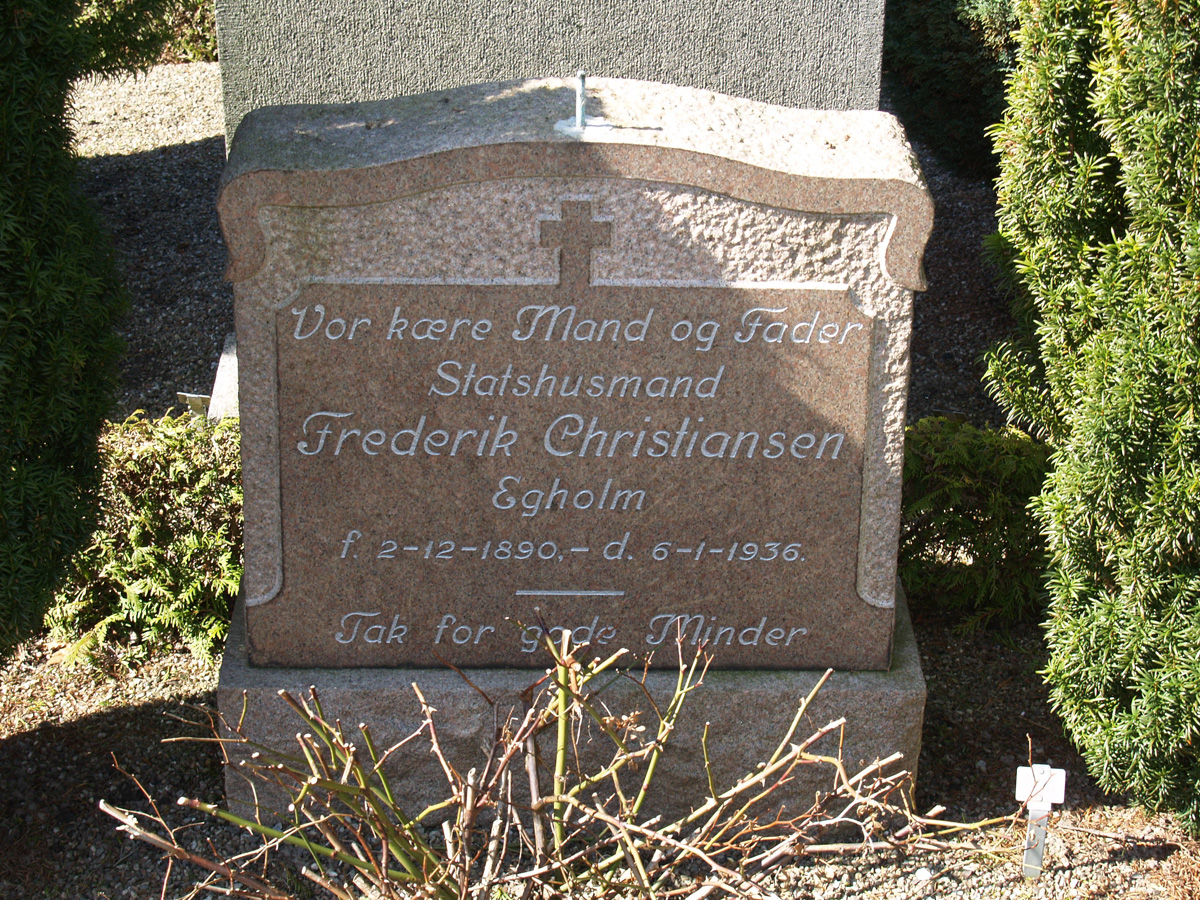 Vor kære Mand og Fader
Statshusmand
Frederik Christiansen
Egholm
f. 2-12-1890,- d. 6-1-1936.
Tak for gode Minder